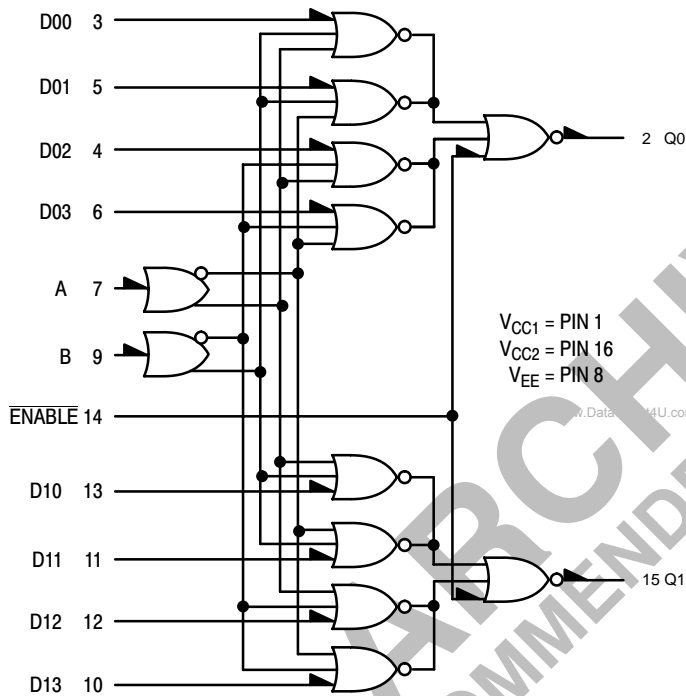 D00 3
D01 5
D02 4
2 Q0
D03 6
A 7
VCC1 = PIN 1
VCC2 = PIN 16
B 9
VEE = PIN 8
ENABLE 14
D10 13
D11 11
15 Q1
D12 12
D13 10